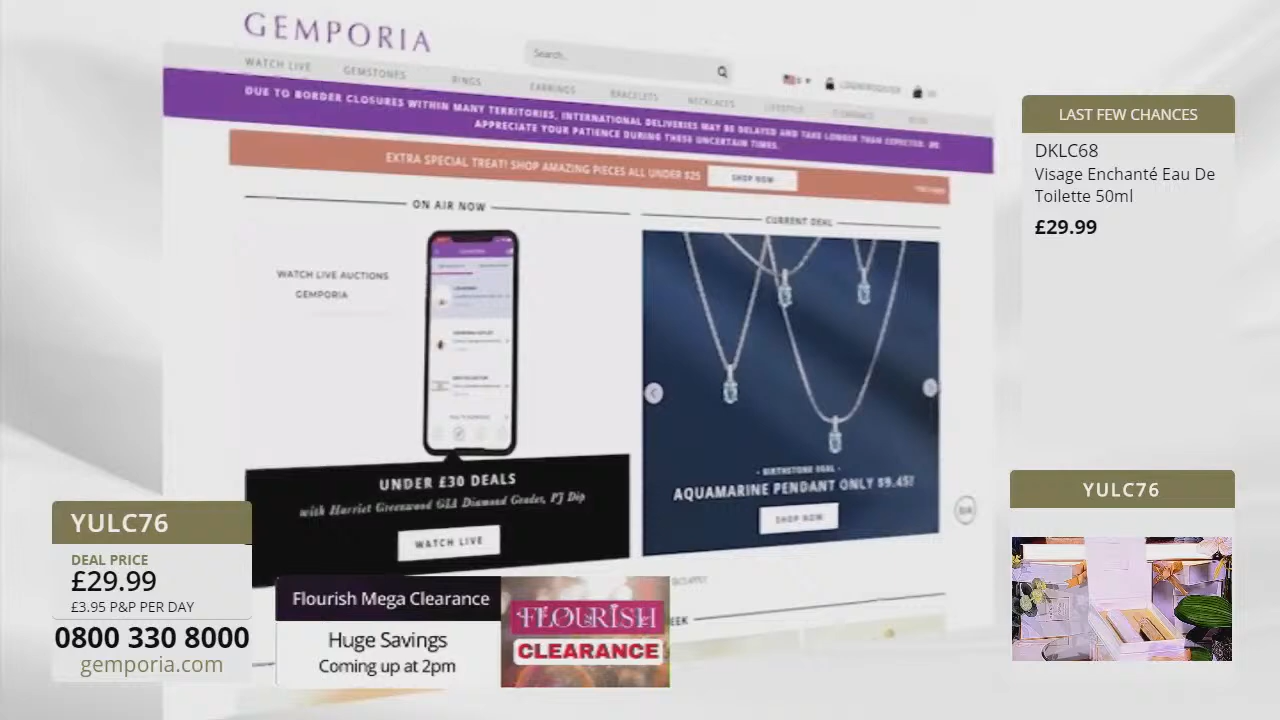 GEMPORIA
Search...
WATCH LIVE GEMSTONES RINGS EARRINGS BRACELETS NECKLACES LIFESTYLE
DUE TO BORDER CLOSURES WITHIN MANY TERRITORIES, INTERNATIONAL DELIVERIES MAY BE DELAYED AND TAKE LONGER THAN EXPECTED. WE
APPRECIATE YOUR PATIENCE DURING THESE UNCERTAIN TIMES.
EXTRA SPECIAL TREAT! SHOP AMAZING PIECES ALL UNDER $25 SHOP NOW
ON AIR NOW
CURRENT DEAL
WATCH LIVE AUCTIONS
GEMPORIA
UNDER £30 DEALS
with Harriet Greenwood GIA Diamond Grader, PJ Dip
WATCH LIVE
- BIRTHSTONE DEAL -
AQUAMARINE PENDANT ONLY $9.45!
SHOP NOW
EEK
LAST FEW CHANCES
DKLC68
Visage Enchanté Eau De
Toilette 50ml
£29.99
YULC76
YULC76
DEAL PRICE
£29.99
£3.95 P&P PER DAY
0800 330 8000
gemporia.com
Flourish Mega Clearance
Huge Savings
Coming up at 2pm
FLOURISH
CLEARANCE